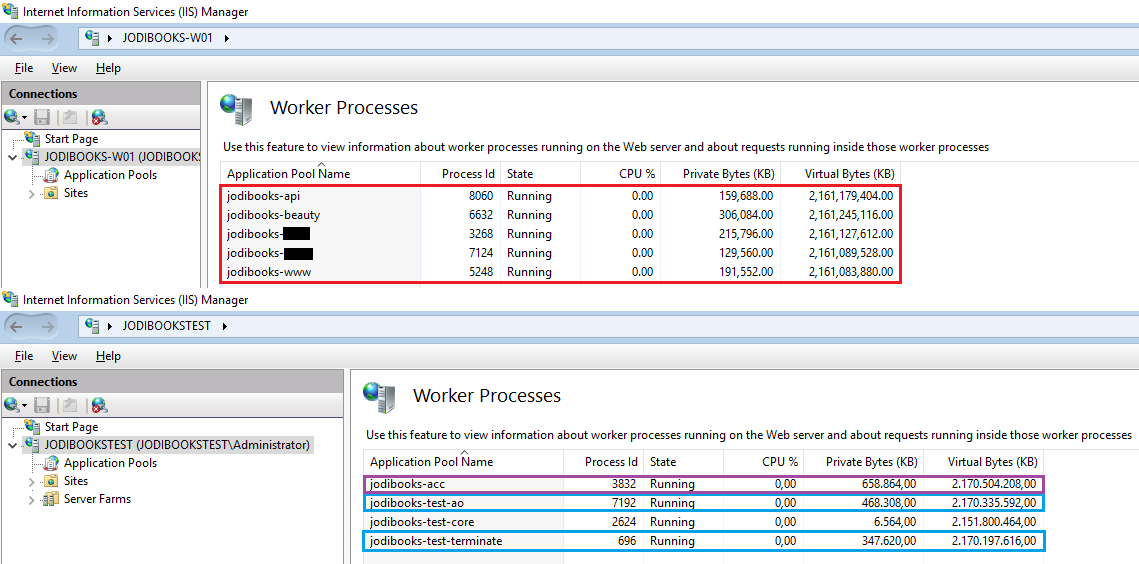 Internet Information Services (IIS) Manager
JODIBOOKS-W01
File View Help
Connections
Start Page
JODIBOOKS-W01 (JODIBOOKS
Application Pools
Sites
Worker Processes
Use this feature to view information about worker processes running on the Web server and about requests running inside those worker processes
Application Pool Name Process Id State CPU % Private Bytes (KB) Virtual Bytes (KB)
jodibooks-api 8060 Running 0.00 159,688.00 2,161,179,404.00
jodibooks-beauty 6632 Running 0.00 306,084.00 2,161,245,116.00
jodibooks- 3268 Running 0.00 215,796.00 2,161,127,612.00
jodibooks- 7124 Running 0.00 129,560.00 2,161,089,528.00
jodibooks-www 5248 Running 0.00 191,552.00 2,161,083,880.00
Internet Information Services (IIS) Manager
JODIBOOKSTEST
File View Help
Connections
Start Page
JODIBOOKSTEST (JODIBOOKSTEST\Administrator)
Application Pools
Sites
Server Farms
Worker Processes
Use this feature to view information about worker processes running on the Web server and about requests running inside those worker processes
Application Pool Name Process Id State CPU % Private Bytes (KB) Virtual Bytes (KB)
jodibooks-acc 3832 Running 0,00 658.864,00 2.170.504.208,00
jodibooks-test-ao 7192 Running 0,00 468.308,00 2.170.335.592,00
jodibooks-test-core 2624 Running 0,00 6.564,00 2.151.800.464,00
jodibooks-test-terminate 696 Running 0,00 347.620,00 2.170.197.616,00